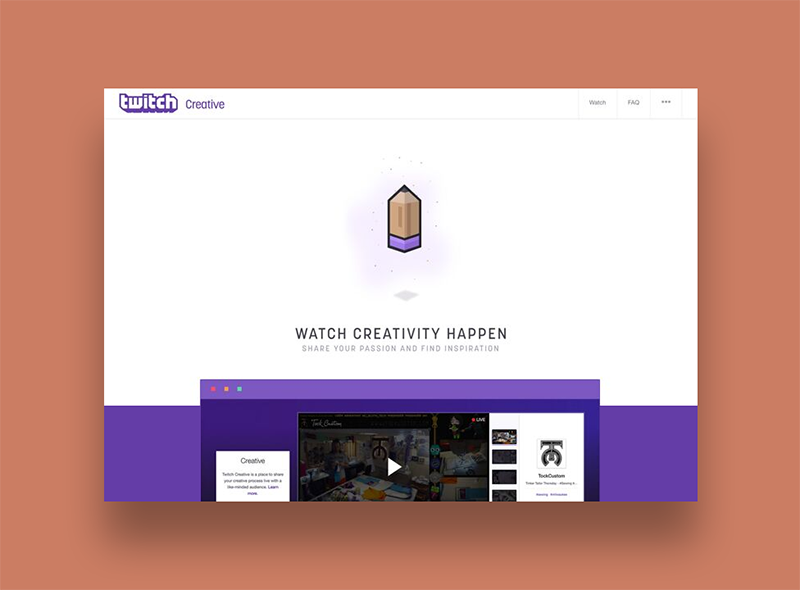 twitch Creative
Watch
FAQ
WATCH CREATIVITY HAPPEN
SHARE YOUR PASSION AND FIND INSPIRATION
LIVE
Creative
Twitch Creative is a place to share
your creative process live with a
like-minded audience. Learn
more.
TockCustom